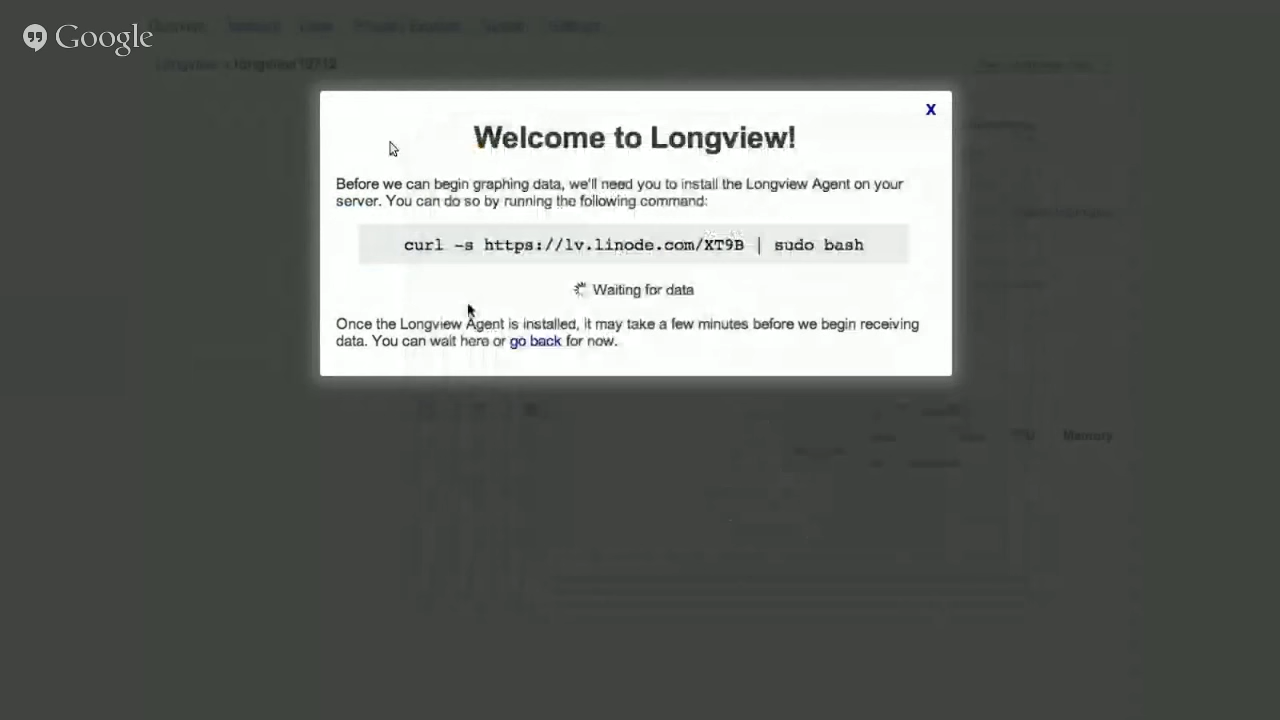 Google
X
Welcome to Longview!
Before we can begin graphing data, we'll need you to install the Longview Agent on your
server. You can do so by running the following command:
curl -s https://lv.linode.com/XT9B | sudo bash
Waiting for data
Once the Longview Agent is installed, it may take a few minutes before we begin receiving
data. You can wait here or go back for now.
CPU Memory